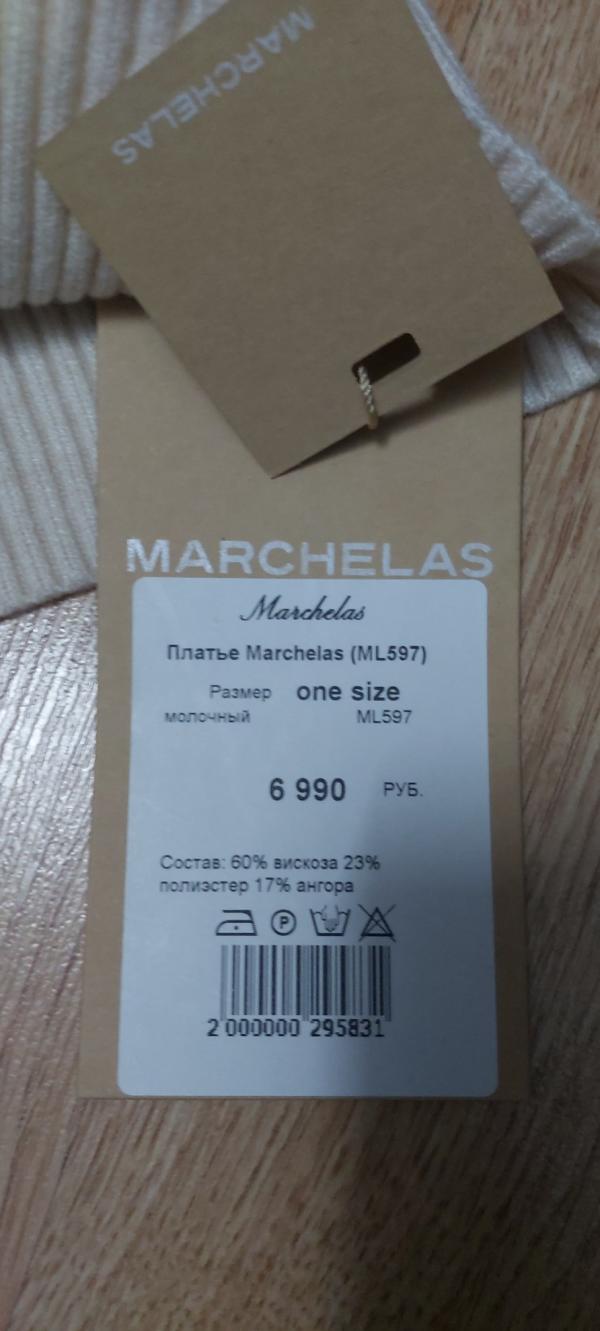 MARCHELAS
MARCHELAS
Marchelas
Платье Marchelas (ML597)
Размер one size
молочный ML597
6 990 РУБ.
Состав: 60% вискоза 23%
полиэстер 17% ангора
P
2 000000 295831